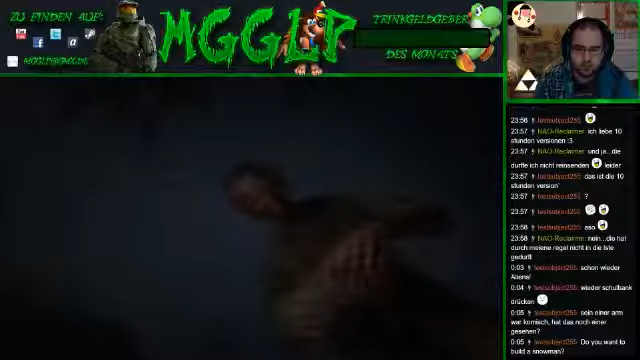 ZU FINDEN AUF:
MGGLP@GMX.DE
MGGLP
TRINKGELDGEBER
DES MONATS
23:56 testsubject255:
23:57 NAO-Reclaimer: ich liebe 10
stunden versionen :3
23:57 NAO-Reclaimer: und ja...die
durfte ich nicht reinsenden leider
23:57 testsubject255: das ist die 10
stunden version'
23:57 testsubject255: ?
23:57 testsubject255:
23:58 testsubject255: aso
23:58 NAO-Reclaimer: nein...die hat
durch meiene regel nicht in die liste
gedurft
0:03 testsubject255: schon wieder
Aliens!
0:04 testsubject255: wieder schulbank
drücken
0:05 testsubject255: sein einer arm
war komisch, hat das noch einer
gesehen?
0:05 testsubject255: Do you want to
build a snowman?